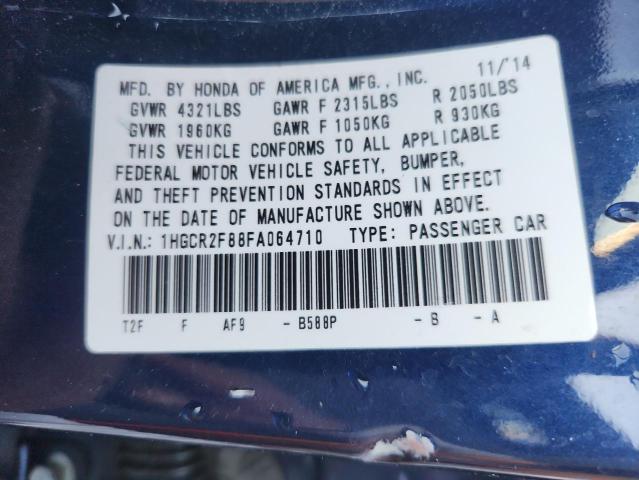 MFD. BY HONDA OF AMERICA MFG., INC. 11/'14
GVWR 4321LBS GAWR F 2315LBS R 2050LBS
GVWR 1960KG GAWR F 1050KG R 930KG
THIS VEHICLE CONFORMS TO ALL APPLICABLE
FEDERAL MOTOR VEHICLE SAFETY, BUMPER,
AND THEFT PREVENTION STANDARDS IN EFFECT
ON THE DATE OF MANUFACTURE SHOWN ABOVE.
V.I.N.: 1HGCR2F88FA064710 TYPE: PASSENGER CAR
T2F F AF9 - B588P - B - A